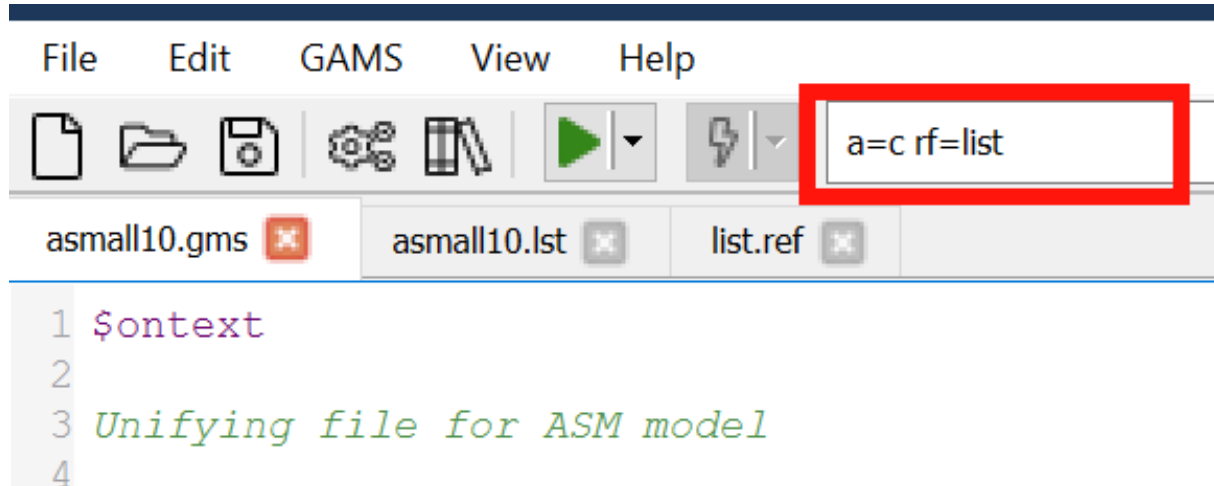 File Edit GAMS View Help
a=c rf=list
asmall10.gms asmall10.lst list.ref
1 $ontext
2
3 Unifying file for ASM model
4